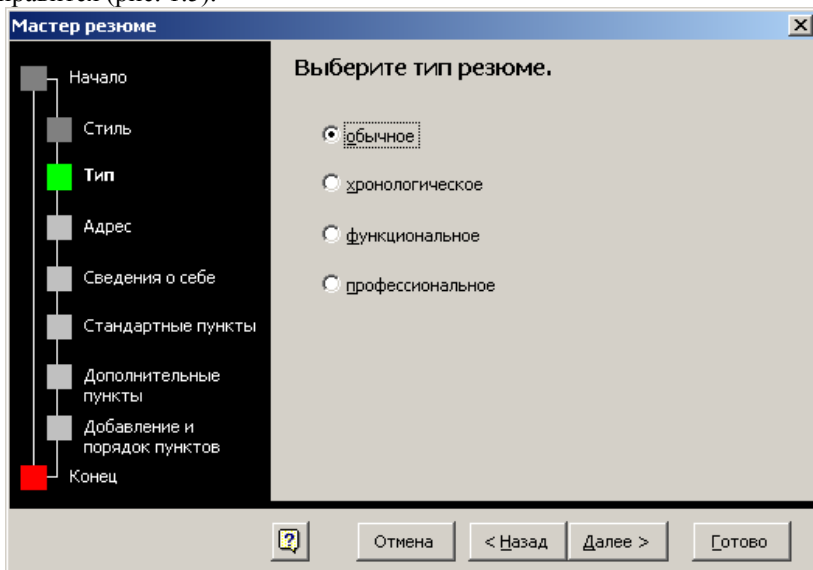 Мастер резюме
Начало
Стиль
Тип
Адрес
Сведения о себе
Стандартные пункты
Дополнительные
пункты
Добавление и
порядок пунктов
Конец
Выберите тип резюме.
обычное
хронологическое
функциональное
профессиональное
Отмена
< Назад
Далее >
Готово